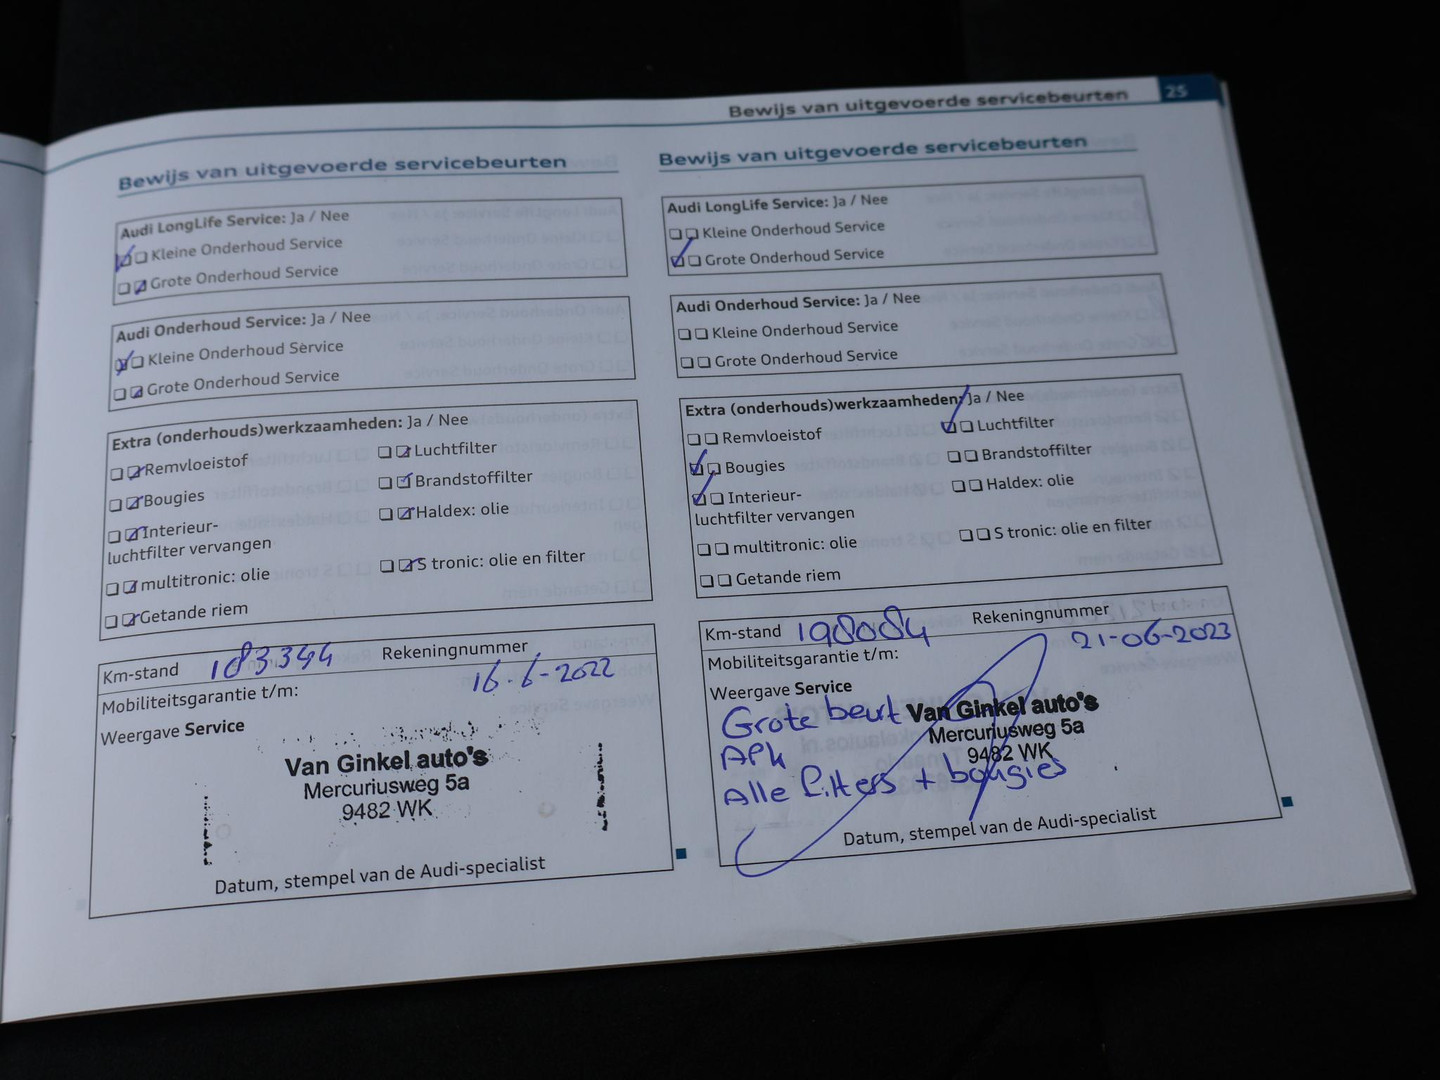 Bewijs van uitgevoerde servicebeurten 25
Bewijs van uitgevoerde servicebeurten
Audi LongLife Service: Ja / Nee
Kleine Onderhoud Service
Grote Onderhoud Service
Audi Onderhoud Service: Ja / Nee
Kleine Onderhoud Service
Grote Onderhoud Service
Extra (onderhouds)werkzaamheden: Ja / Nee
Remvloeistof
Luchtfilter
Bougies
Brandstoffilter
Interieur-
luchtfilter vervangen
Haldex: olie
multitronic: olie
S tronic: olie en filter
Getande riem
Km-stand 183394 Rekeningnummer
Mobiliteitsgarantie t/m: 16-6-2022
Weergave Service
Van Ginkel auto's
Mercuriusweg 5a
9482 WK
Datum, stempel van de Audi-specialist
Bewijs van uitgevoerde servicebeurten
Audi LongLife Service: Ja / Nee
Kleine Onderhoud Service
Grote Onderhoud Service
Audi Onderhoud Service: Ja / Nee
Kleine Onderhoud Service
Grote Onderhoud Service
Extra (onderhouds)werkzaamheden: Ja / Nee
Remvloeistof
Luchtfilter
Bougies
Brandstoffilter
Interieur-
luchtfilter vervangen
Haldex: olie
multitronic: olie
S tronic: olie en filter
Getande riem
Km-stand 198084 Rekeningnummer
Mobiliteitsgarantie t/m: 21-06-2023
Weergave Service
Grote beurt
APK
Alle filters + bougies
Van Ginkel auto's
Mercuriusweg 5a
9482 WK
Datum, stempel van de Audi-specialist